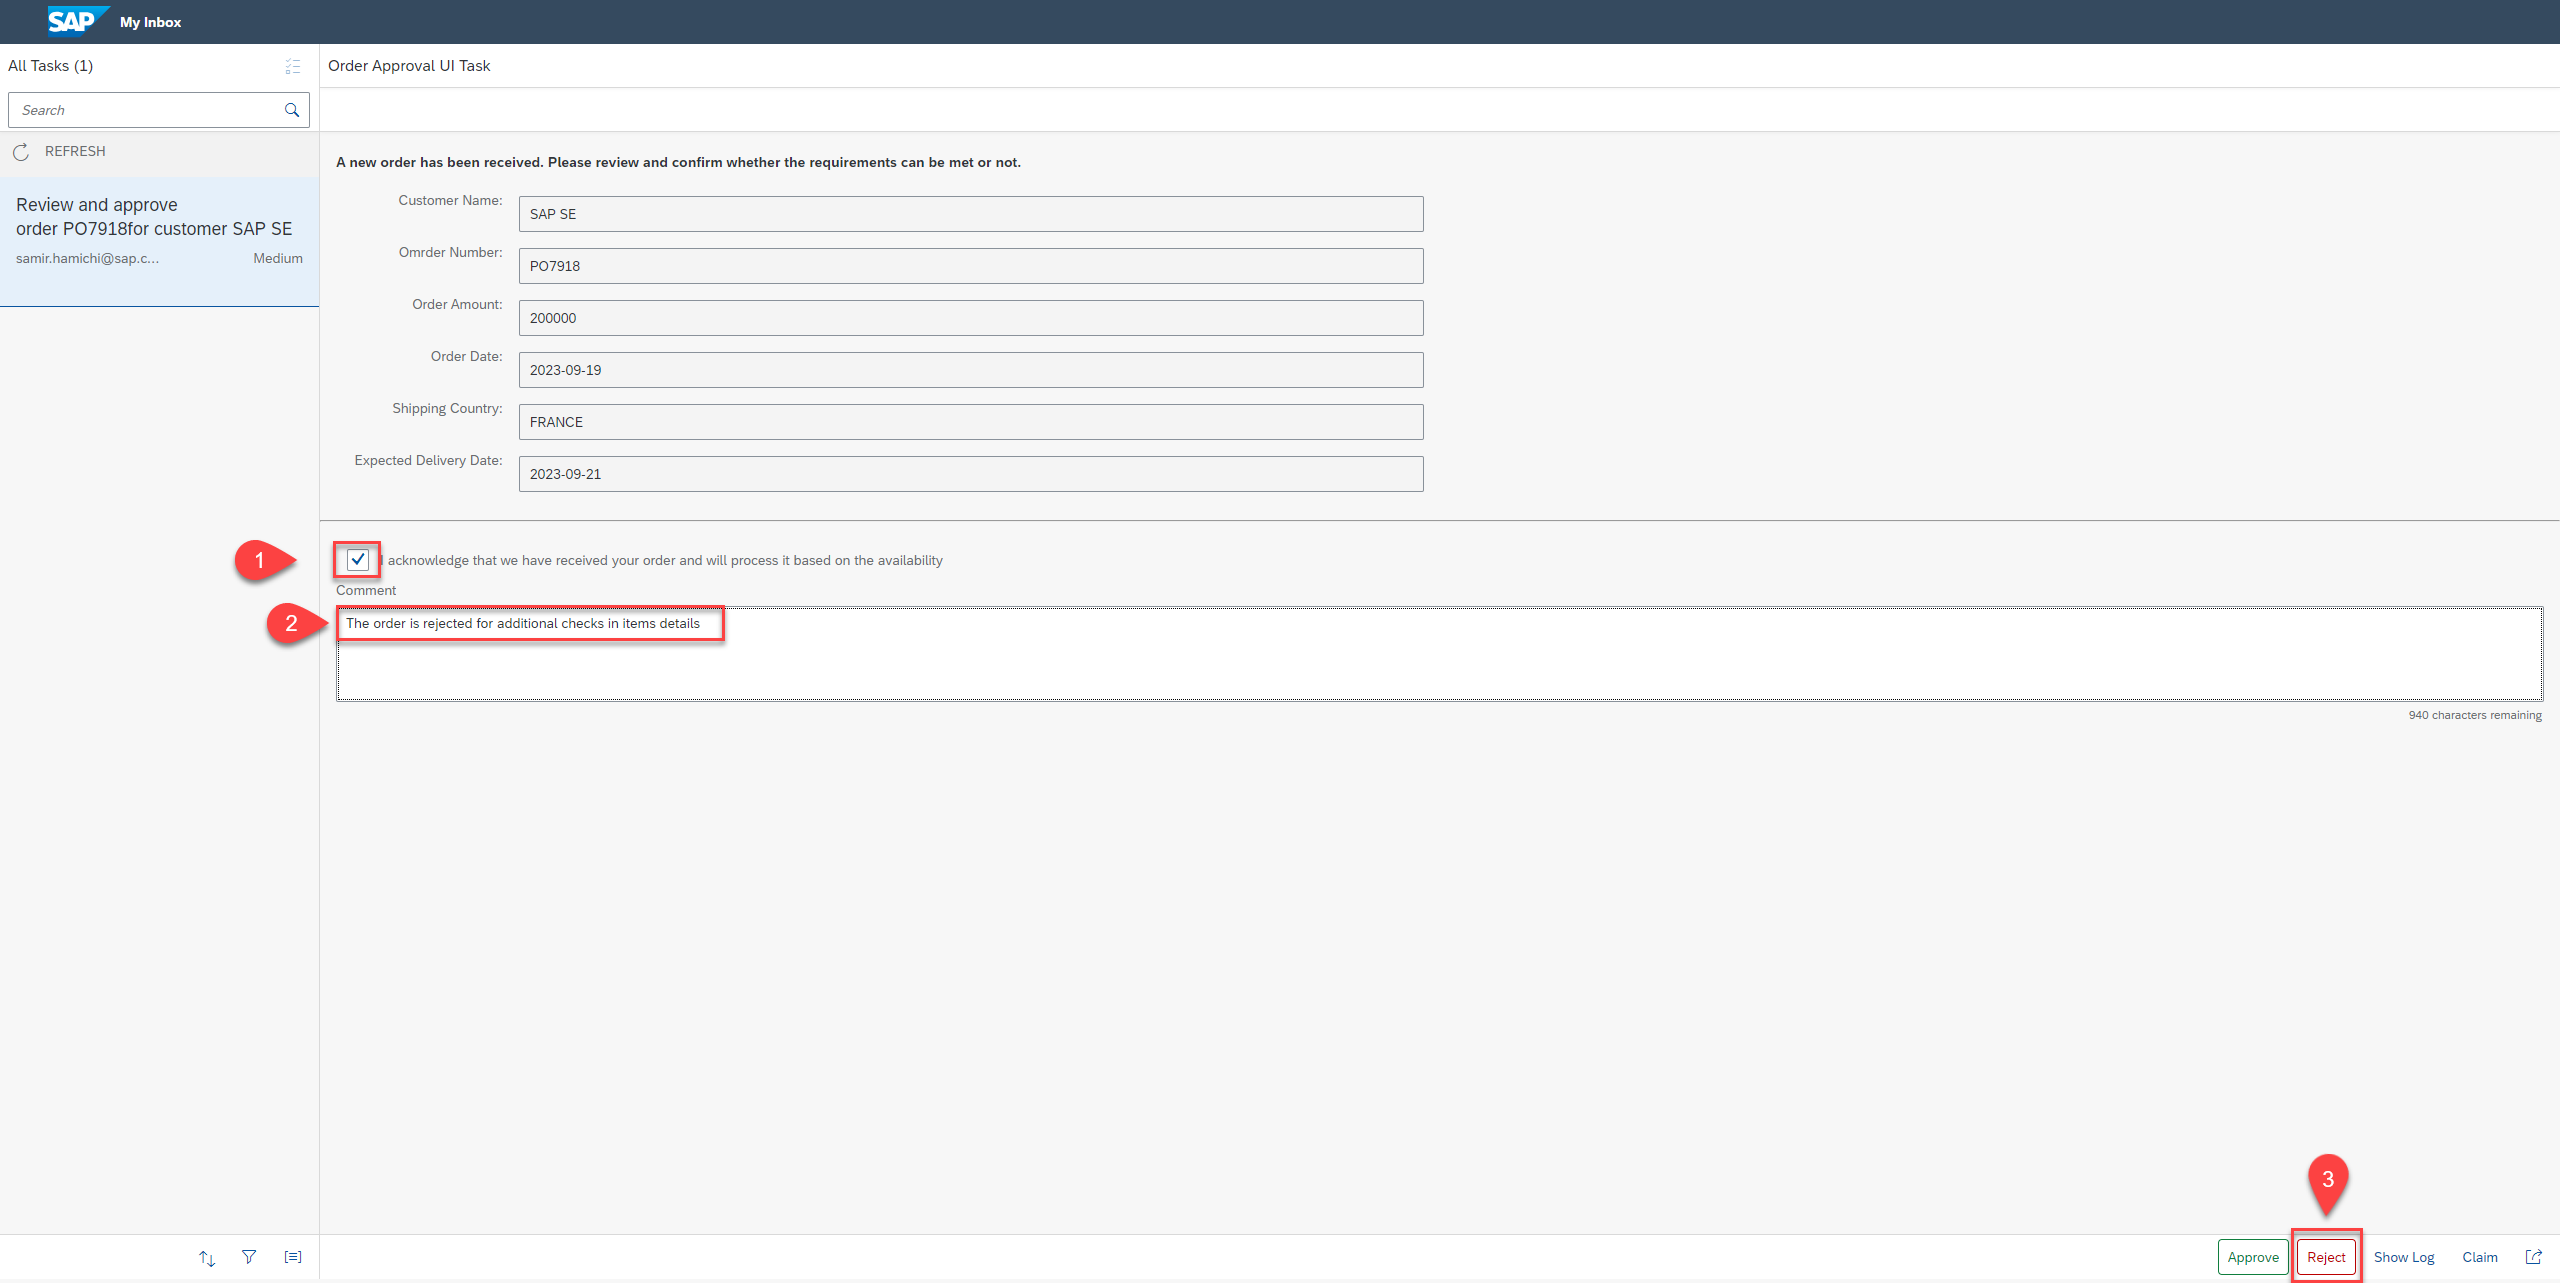 SAP My Inbox
All Tasks (1)
Search
REFRESH
Review and approve
order PO7918for customer SAP SE
samir.hamichi@sap.c... Medium
Order Approval UI Task
A new order has been received. Please review and confirm whether the requirements can be met or not.
Customer Name: SAP SE
Omrder Number: PO7918
Order Amount: 200000
Order Date: 2023-09-19
Shipping Country: FRANCE
Expected Delivery Date: 2023-09-21
1
I acknowledge that we have received your order and will process it based on the availability
Comment
2
The order is rejected for additional checks in items details
940 characters remaining
3
Approve Reject Show Log Claim